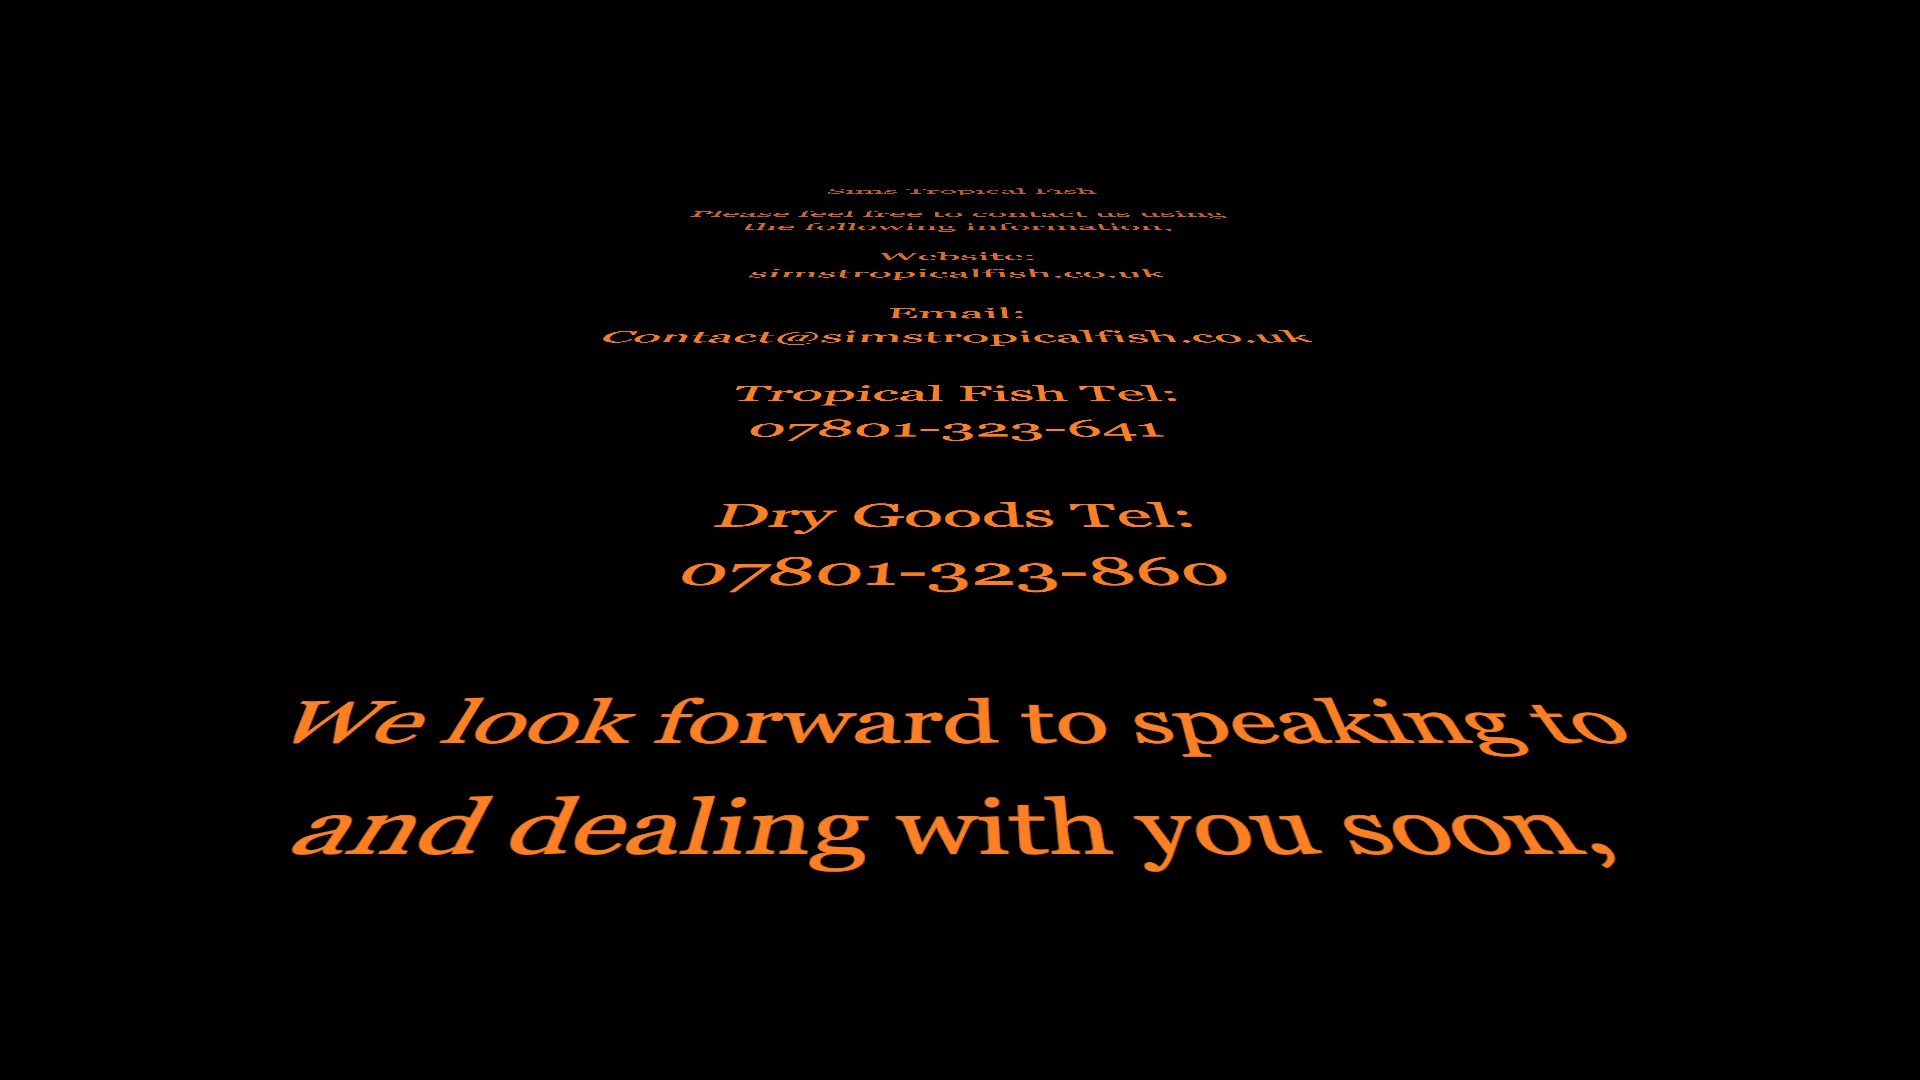 Sims Tropical Fish
Please feel free to contact us using
the following information,
Website:
simstropicalfish.co.uk
Email:
Contact@simstropicalfish.co.uk
Tropical Fish Tel:
07801-323-641
Dry Goods Tel:
07801-323-860
We look forward to speaking to
and dealing with you soon,